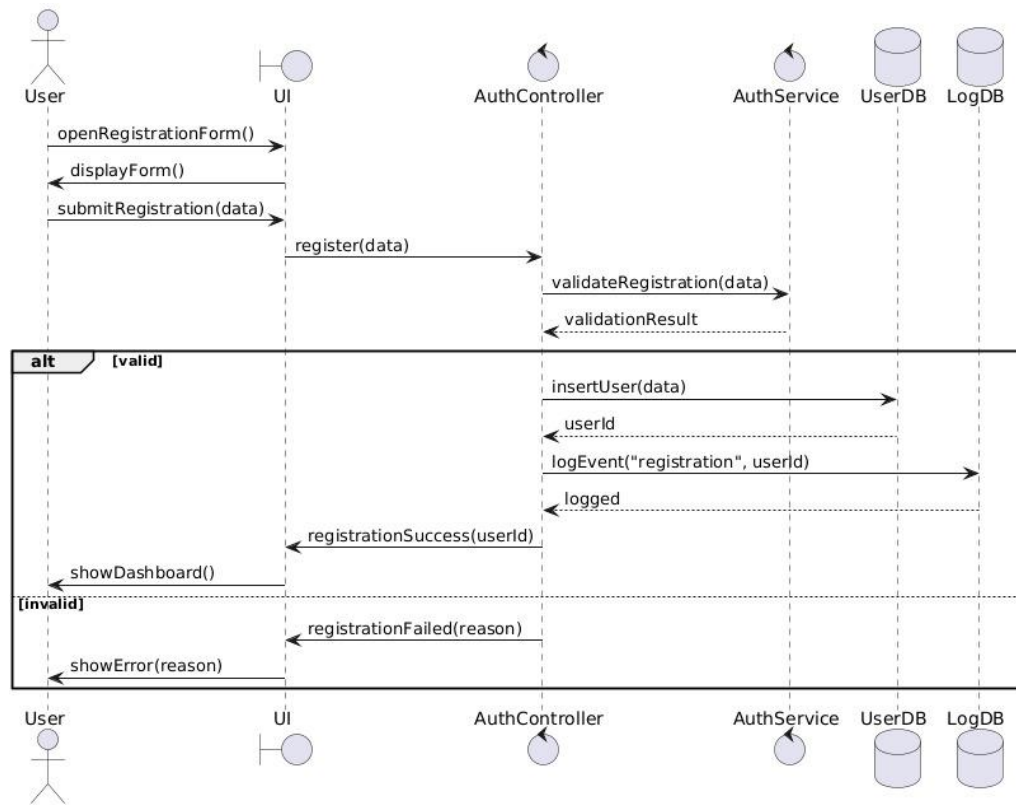 User UI AuthController AuthService UserDB LogDB
openRegistrationForm()
displayForm()
submitRegistration(data)
register(data)
validateRegistration(data)
validationResult
alt [valid]
insertUser(data)
userId
logEvent("registration", userId)
logged
registrationSuccess(userId)
showDashboard()
[invalid]
registrationFailed(reason)
showError(reason)
User UI AuthController AuthService UserDB LogDB